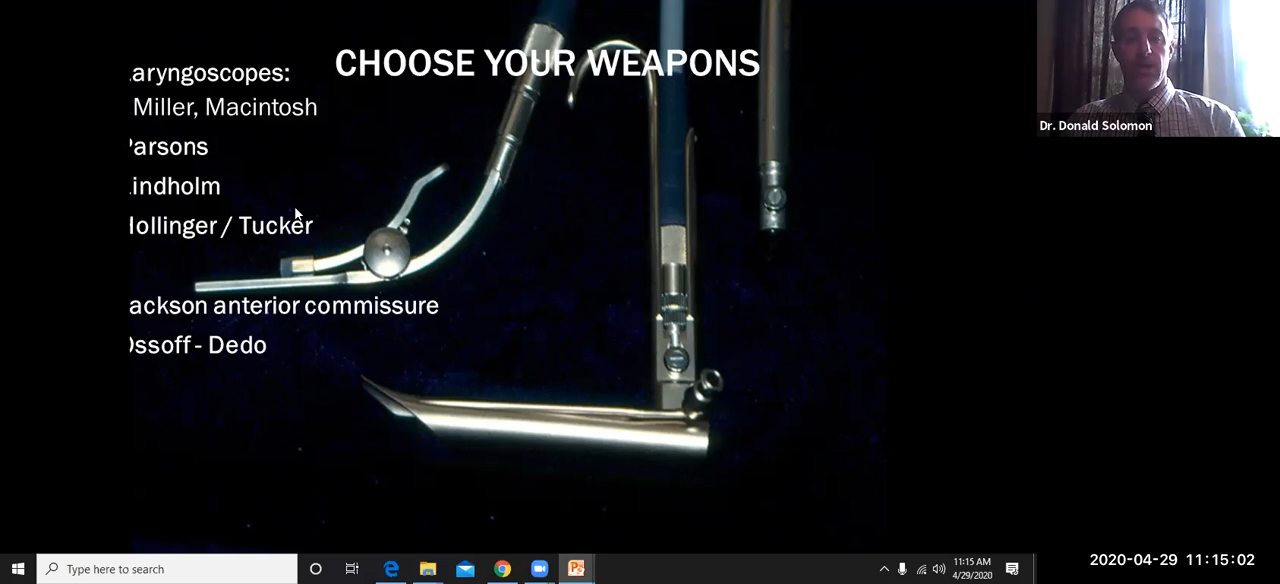 CHOOSE YOUR WEAPONS
aryngoscopes:
Miller, Macintosh
arsons
indholm
ollinger / Tucker
ackson anterior commissure
ssoff - Dedo
Dr. Donald Solomon
Type here to search
11:15 AM
4/29/2020
2020-04-29 11:15:02